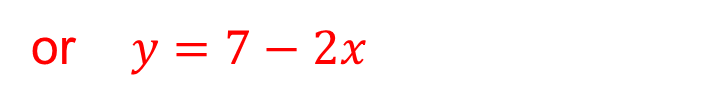 or y = 7 − 2x